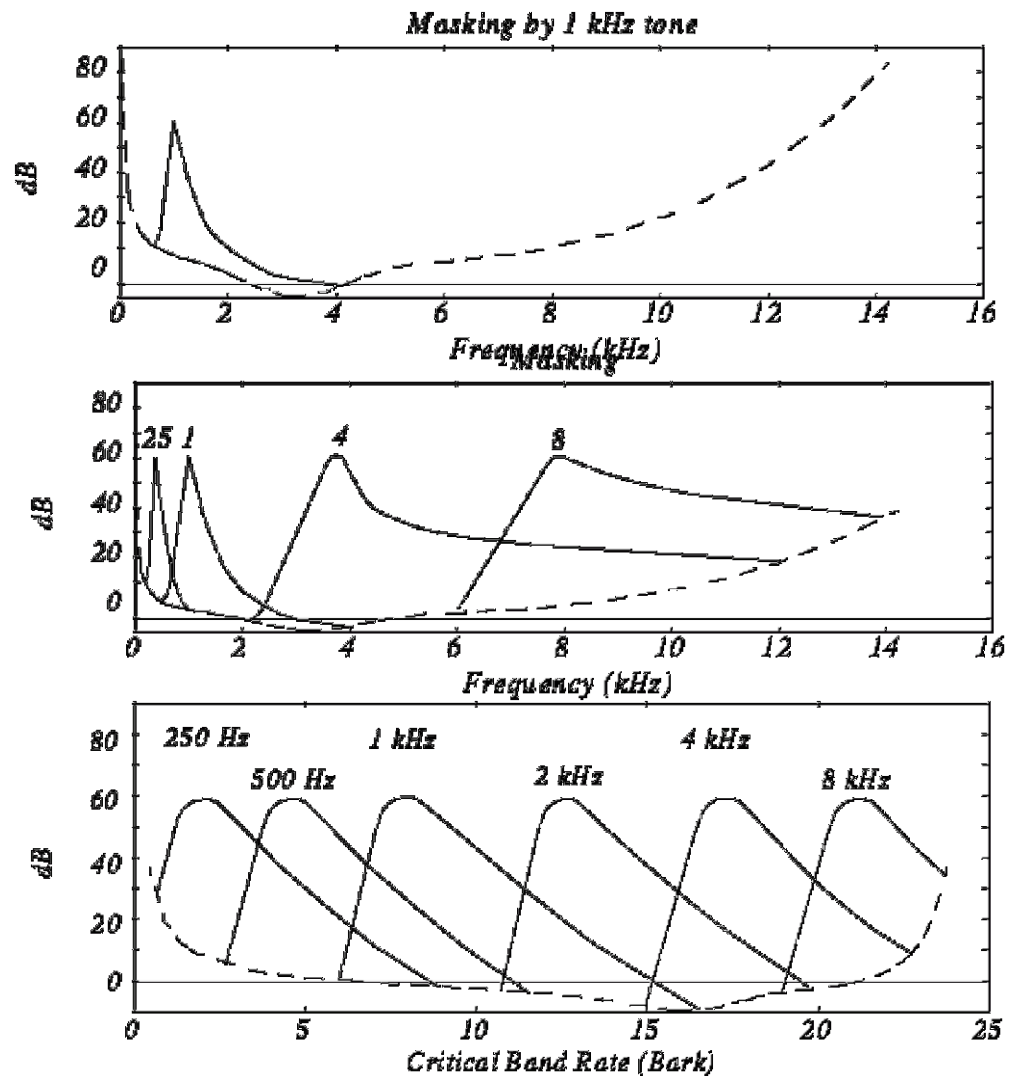 Masking by 1 kHz tone
80
60
40
20
0
dB
0 2 4 6 8 10 12 14 16
Frequency (kHz)
Masking
80
60
40
20
0
dB
25 1 4 8
0 2 4 6 8 10 12 14 16
Frequency (kHz)
80
60
40
20
0
dB
250 Hz 1 kHz 4 kHz
500 Hz 2 kHz 8 kHz
0 5 10 15 20 25
Critical Band Rate (Bark)